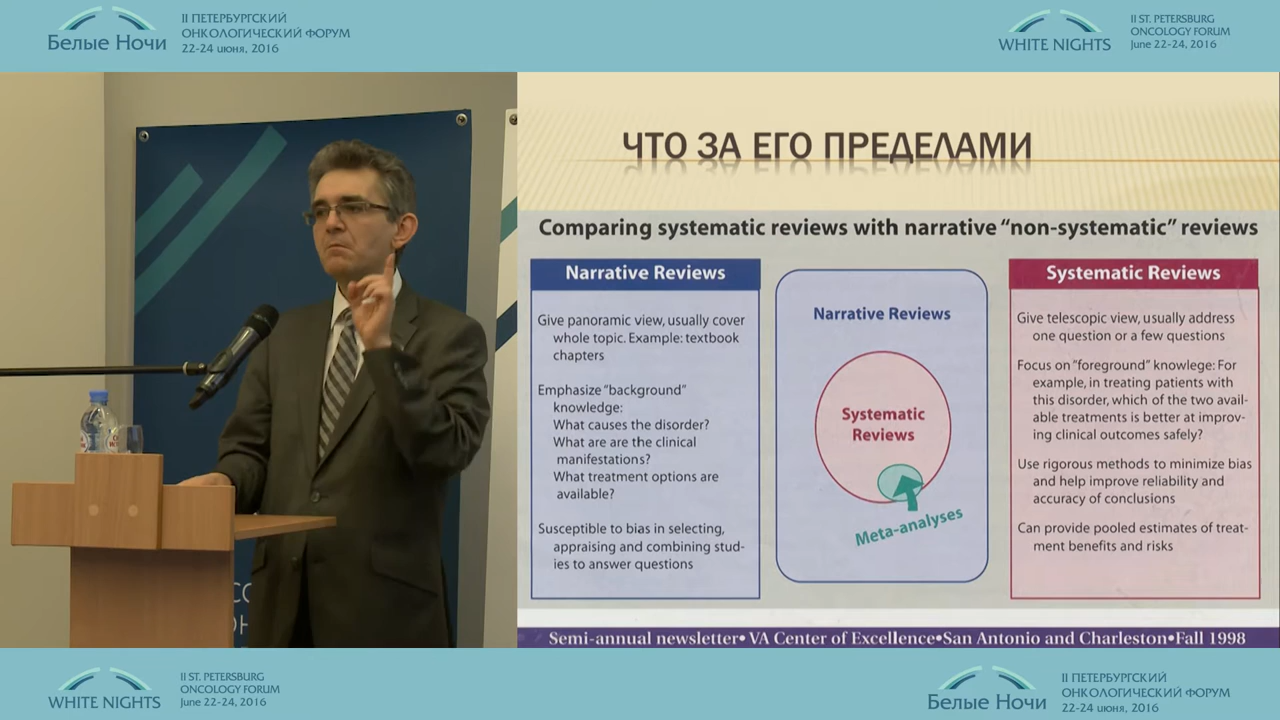 Белые Ночи
II ПЕТЕРБУРГСКИЙ
ОНКОЛОГИЧЕСКИЙ ФОРУМ
22-24 июня, 2016
WHITE NIGHTS
II ST. PETERSBURG
ONCOLOGY FORUM
June 22-24, 2016
ЧТО ЗА ЕГО ПРЕДЕЛАМИ
Comparing systematic reviews with narrative “non-systematic” reviews
Narrative Reviews
Give panoramic view, usually cover
whole topic. Example: textbook
chapters
Emphasize “background”
knowledge:
What causes the disorder?
What are are the clinical
manifestations?
What treatment options are
available?
Susceptible to bias in selecting,
appraising and combining stud-
ies to answer questions
Narrative Reviews
Systematic
Reviews
Meta-analyses
Systematic Reviews
Give telescopic view, usually address
one question or a few questions
Focus on “foreground” knowlege: For
example, in treating patients with
this disorder, which of the two avail-
able treatments is better at improv-
ing clinical outcomes safely?
Use rigorous methods to minimize bias
and help improve reliability and
accuracy of conclusions
Can provide pooled estimates of treat-
ment benefits and risks
Semi-annual newsletter• VA Center of Excellence•San Antonio and Charleston•Fall 1998
WHITE NIGHTS
II ST. PETERSBURG
ONCOLOGY FORUM
June 22-24, 2016
Белые Ночи
II ПЕТЕРБУРГСКИЙ
ОНКОЛОГИЧЕСКИЙ ФОРУМ
22-24 июня, 2016